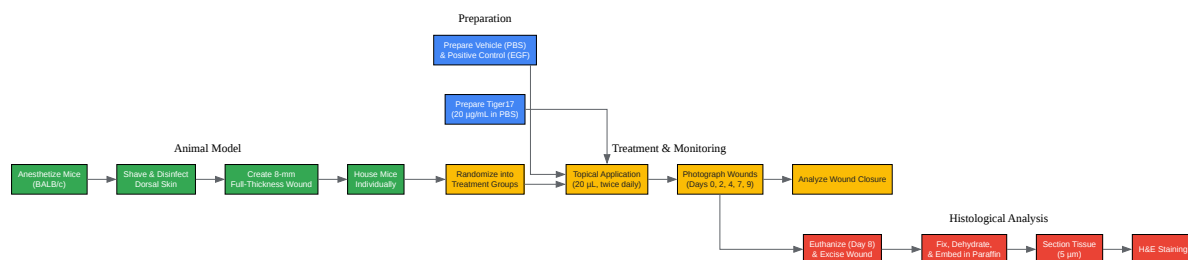 Preparation
Prepare Vehicle (PBS)
& Positive Control (EGF)
Prepare Tiger17
(20 µg/mL in PBS)
Animal Model
Treatment & Monitoring
Anesthetize Mice
(BALB/c)
Shave & Disinfect
Dorsal Skin
Create 8-mm
Full-Thickness Wound
House Mice
Individually
Randomize into
Treatment Groups
Topical Application
(20 µL, twice daily)
Photograph Wounds
(Days 0, 2, 4, 7, 9)
Analyze Wound Closure
Histological Analysis
Euthanize (Day 8)
& Excise Wound
Fix, Dehydrate,
& Embed in Paraffin
Section Tissue
(5 µm)
H&E Staining